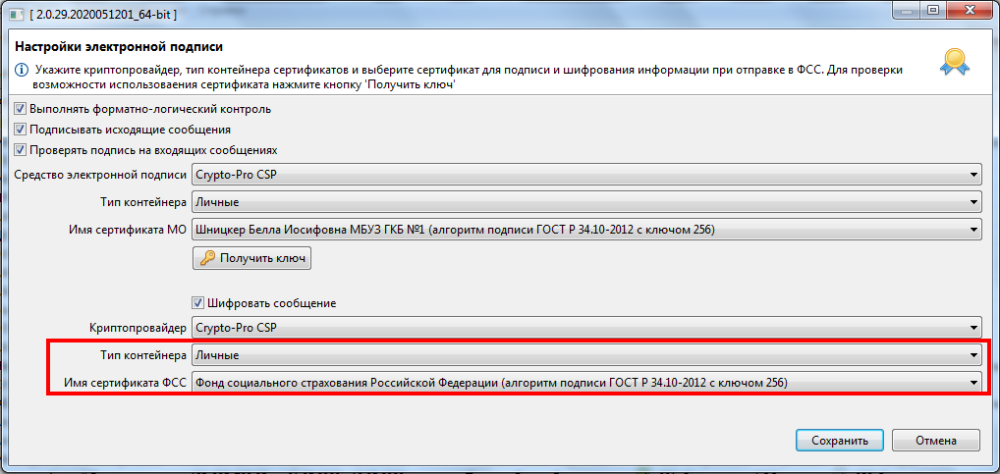 [ 2.0.29.2020051201_64-bit ]
Настройки электронной подписи
Укажите криптопровайдер, тип контейнера сертификатов и выберите сертификат для подписи и шифрования информации при отправке в ФСС. Для проверки
возможности использования сертификата нажмите кнопку 'Получить ключ'
Выполнять форматно-логический контроль
Подписывать исходящие сообщения
Проверять подпись на входящих сообщениях
Средство электронной подписи Crypto-Pro CSP
Тип контейнера Личные
Имя сертификата МО Шницкер Белла Иосифовна МБУЗ ГКБ №1 (алгоритм подписи ГОСТ Р 34.10-2012 с ключом 256)
Получить ключ
Шифровать сообщение
Криптопровайдер Crypto-Pro CSP
Тип контейнера Личные
Имя сертификата ФСС Фонд социального страхования Российской Федерации (алгоритм подписи ГОСТ Р 34.10-2012 с ключом 256)
Сохранить Отмена